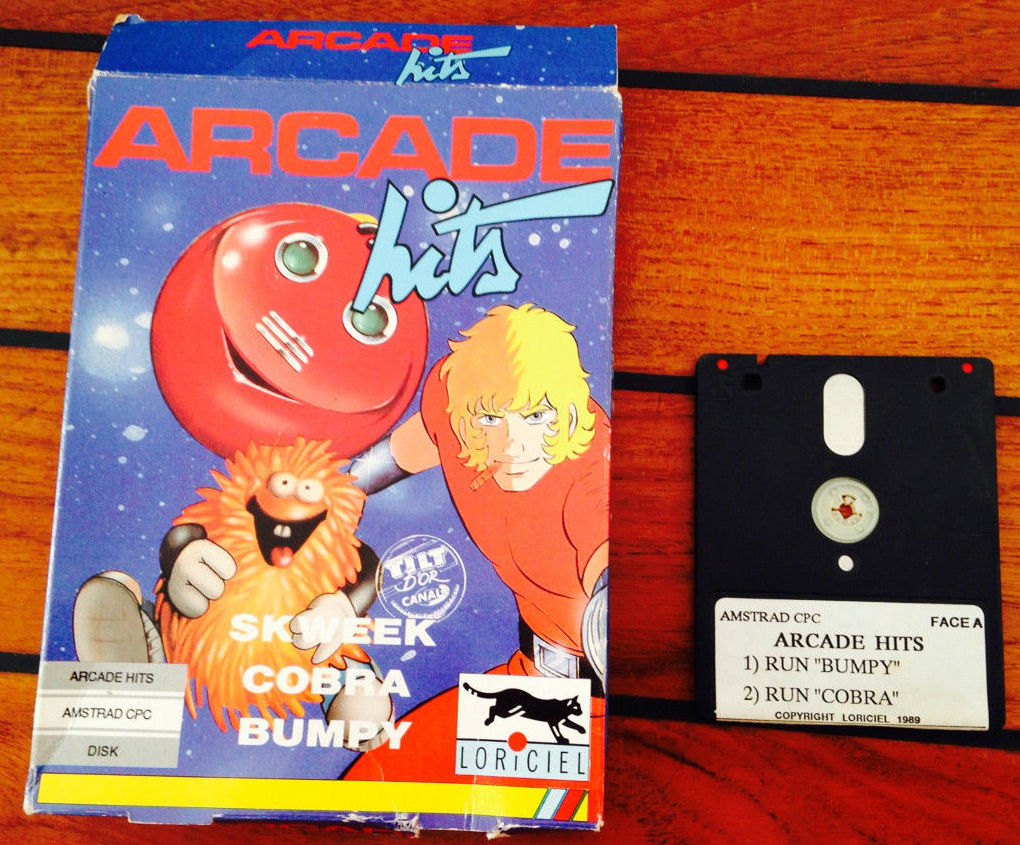 ARCADE
hits
ARCADE
hits
TILT
D'OR
CANAL
SKWEEK
COBRA
BUMPY
ARCADE HITS
AMSTRAD CPC
DISK
LORiCiEL
AMSTRAD CPC FACE A
ARCADE HITS
1) RUN "BUMPY"
2) RUN "COBRA"
COPYRIGHT LORICIEL 1989